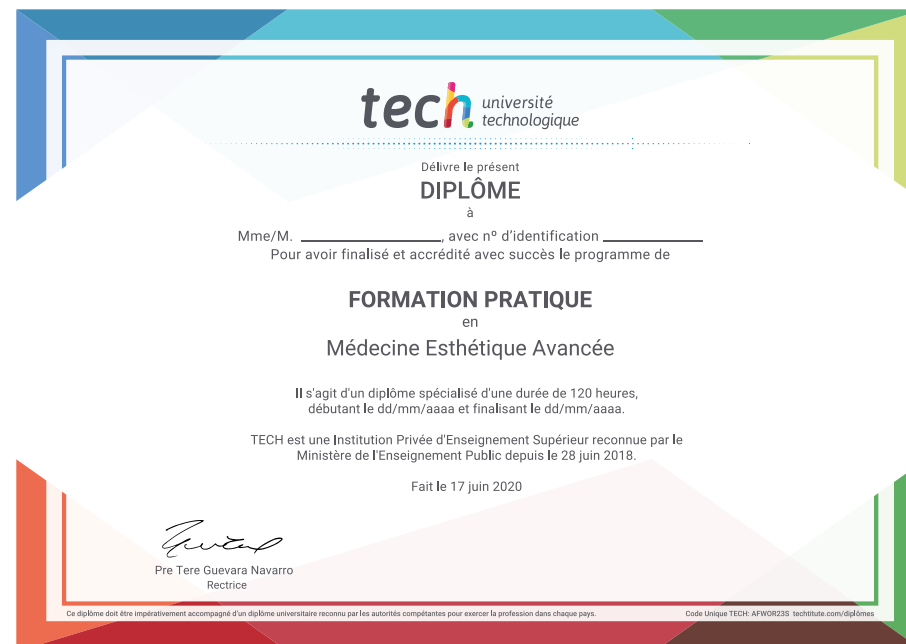 tech université
technologique
Délivre le présent
DIPLÔME
à
Mme/M. ____________________, avec nº d'identification ______________
Pour avoir finalisé et accrédité avec succès le programme de
FORMATION PRATIQUE
en
Médecine Esthétique Avancée
Il s'agit d'un diplôme spécialisé d'une durée de 120 heures,
débutant le dd/mm/aaaa et finalisant le dd/mm/aaaa.
TECH est une Institution Privée d'Enseignement Supérieur reconnue par le
Ministère de l'Enseignement Public depuis le 28 juin 2018.
Fait le 17 juin 2020
Pre Tere Guevara Navarro
Rectrice
Ce diplôme doit être impérativement accompagné d'un diplôme universitaire reconnu par les autorités compétantes pour exercer la profession dans chaque pays.
Code Unique TECH: AFWOR23S techtitute.com/diplômes